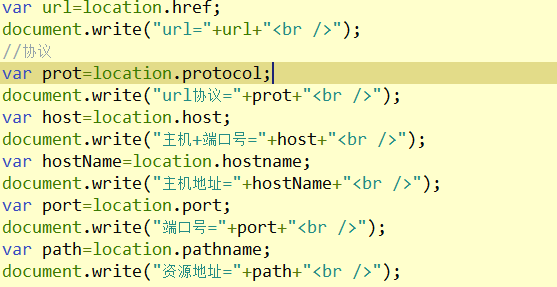 var url=location.href;
document.write("url="+url+"<br />");
//协议
var prot=location.protocol;
document.write("url协议="+prot+"<br />");
var host=location.host;
document.write("主机+端口号="+host+"<br />");
var hostName=location.hostname;
document.write("主机地址="+hostName+"<br />");
var port=location.port;
document.write("端口号="+port+"<br />");
var path=location.pathname;
document.write("资源地址="+path+"<br />");